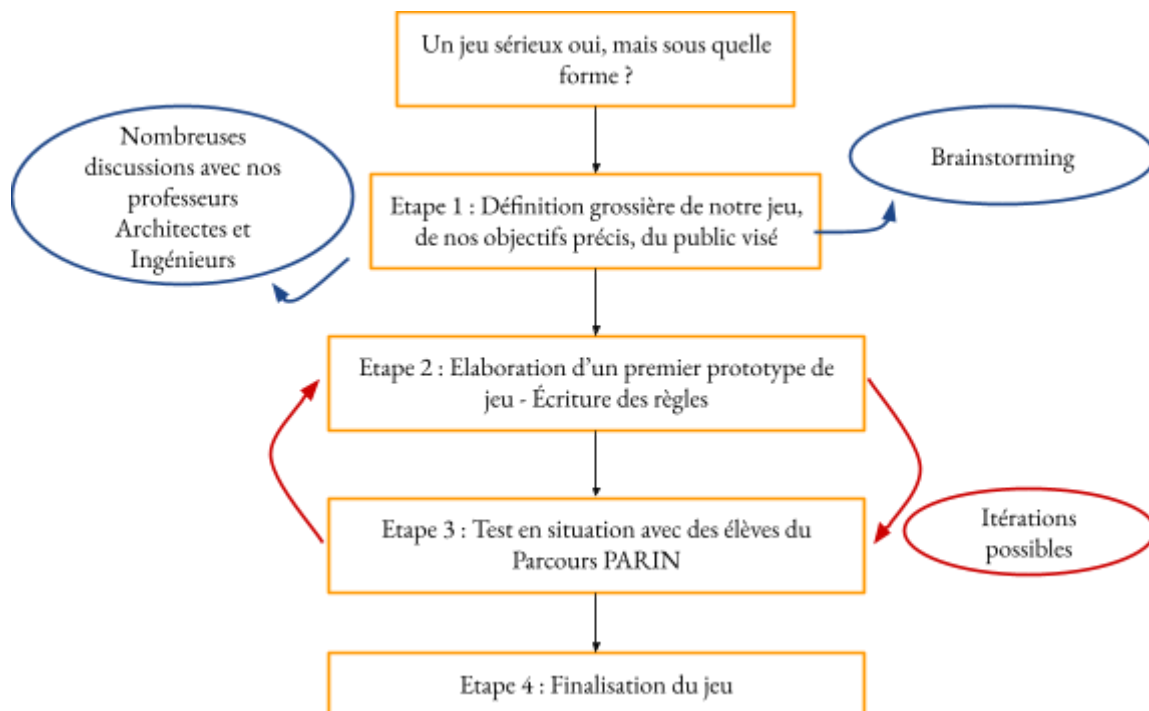 Un jeu sérieux oui, mais sous quelle
forme ?
Nombreuses
discussions avec nos
professeurs
Architectes et
Ingénieurs
Brainstorming
Etape 1 : Définition grossière de notre jeu,
de nos objectifs précis, du public visé
Etape 2 : Elaboration d'un premier prototype de
jeu - Écriture des règles
Etape 3 : Test en situation avec des élèves du
Parcours PARIN
Itérations
possibles
Etape 4 : Finalisation du jeu